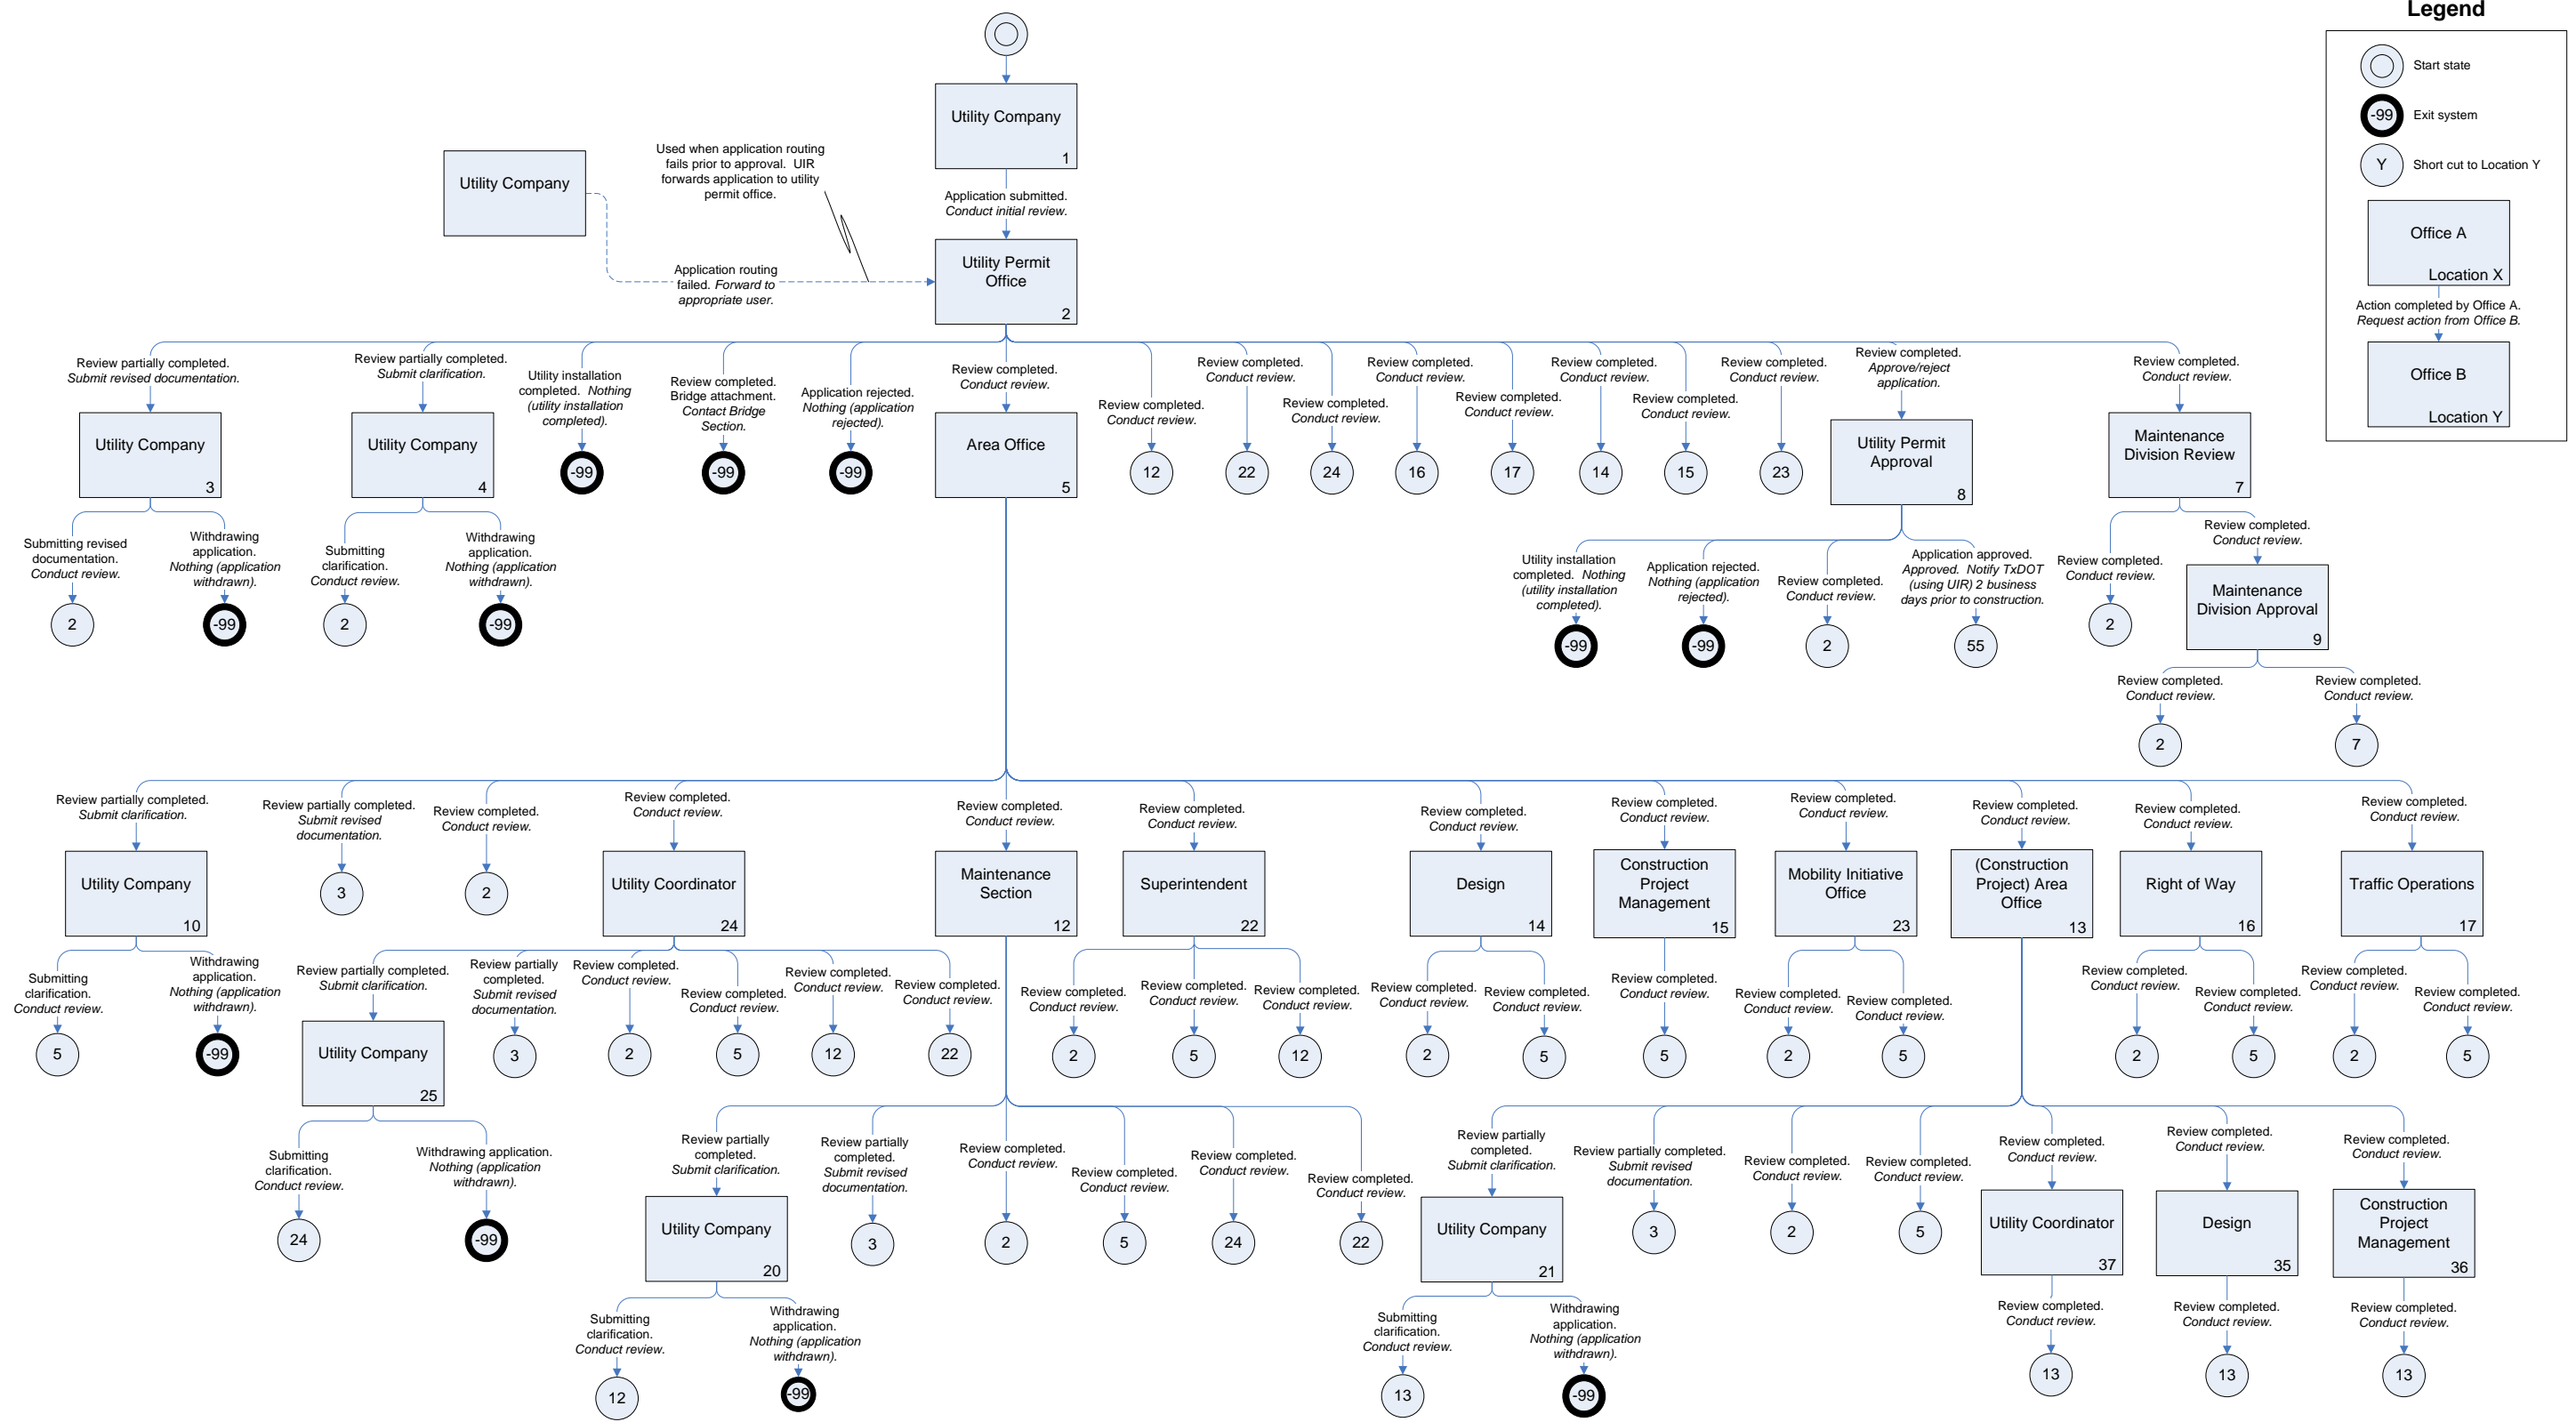 Legend
Start state
-99
Exit system
Y
Short cut to Location Y
Office A
Location X
Action completed by Office A.
Request action from Office B.
Office B
Location Y
Utility Company
1
Application submitted.
Conduct initial review.
Utility Company
Used when application routing
fails prior to approval.  UIR
forwards application to utility
permit office.
Application routing
failed. Forward to
appropriate user.
Utility Permit
Office
2
Review partially completed.
Submit revised documentation.
Utility Company
3
Submitting revised
documentation.
Conduct review.
2
Withdrawing
application.
Nothing (application
withdrawn).
-99
Review partially completed.
Submit clarification.
Utility Company
4
Submitting
clarification.
Conduct review.
2
Withdrawing
application.
Nothing (application
withdrawn).
-99
Utility installation
completed.  Nothing
(utility installation
completed).
-99
Review completed.
Bridge attachment.
Contact Bridge
Section.
-99
Application rejected.
Nothing (application
rejected).
-99
Review completed.
Conduct review.
Area Office
5
Review completed.
Conduct review.
12
Review completed.
Conduct review.
22
Review completed.
Conduct review.
24
Review completed.
Conduct review.
16
Review completed.
Conduct review.
17
Review completed.
Conduct review.
14
Review completed.
Conduct review.
15
Review completed.
Conduct review.
23
Review completed.
Approve/reject
application.
Utility Permit
Approval
8
Utility installation
completed.  Nothing
(utility installation
completed).
-99
Application rejected.
Nothing (application
rejected).
-99
Review completed.
Conduct review.
2
Application approved.
Approved.  Notify TxDOT
(using UIR) 2 business
days prior to construction.
55
Review completed.
Conduct review.
Maintenance
Division Review
7
Review completed.
Conduct review.
2
Review completed.
Conduct review.
Maintenance
Division Approval
9
Review completed.
Conduct review.
2
Review completed.
Conduct review.
7
Review partially completed.
Submit clarification.
Utility Company
10
Submitting
clarification.
Conduct review.
5
Withdrawing
application.
Nothing (application
withdrawn).
-99
Review partially completed.
Submit revised
documentation.
3
Review completed.
Conduct review.
2
Review completed.
Conduct review.
Utility Coordinator
24
Review partially completed.
Submit clarification.
Utility Company
25
Submitting
clarification.
Conduct review.
24
Withdrawing application.
Nothing (application
withdrawn).
-99
Review partially
completed.
Submit revised
documentation.
3
Review completed.
Conduct review.
2
Review completed.
Conduct review.
5
Review completed.
Conduct review.
12
Review completed.
Conduct review.
22
Review completed.
Conduct review.
Maintenance
Section
12
Review partially
completed.
Submit clarification.
Utility Company
20
Submitting
clarification.
Conduct review.
12
Withdrawing
application.
Nothing (application
withdrawn).
-99
Review partially
completed.
Submit revised
documentation.
3
Review completed.
Conduct review.
2
Review completed.
Conduct review.
5
Review completed.
Conduct review.
24
Review completed.
Conduct review.
22
Review completed.
Conduct review.
Superintendent
22
Review completed.
Conduct review.
2
Review completed.
Conduct review.
5
Review completed.
Conduct review.
12
Review completed.
Conduct review.
Design
14
Review completed.
Conduct review.
2
Review completed.
Conduct review.
5
Review completed.
Conduct review.
Construction
Project
Management
15
Review completed.
Conduct review.
5
Review completed.
Conduct review.
Mobility Initiative
Office
23
Review completed.
Conduct review.
2
Review completed.
Conduct review.
5
Review completed.
Conduct review.
(Construction
Project) Area
Office
13
Review partially
completed.
Submit clarification.
Utility Company
21
Submitting
clarification.
Conduct review.
13
Withdrawing
application.
Nothing (application
withdrawn).
-99
Review partially completed.
Submit revised
documentation.
3
Review completed.
Conduct review.
2
Review completed.
Conduct review.
5
Review completed.
Conduct review.
Utility Coordinator
37
Review completed.
Conduct review.
13
Review completed.
Conduct review.
Design
35
Review completed.
Conduct review.
13
Review completed.
Conduct review.
Construction
Project
Management
36
Review completed.
Conduct review.
13
Review completed.
Conduct review.
Right of Way
16
Review completed.
Conduct review.
2
Review completed.
Conduct review.
5
Review completed.
Conduct review.
Traffic Operations
17
Review completed.
Conduct review.
2
Review completed.
Conduct review.
5